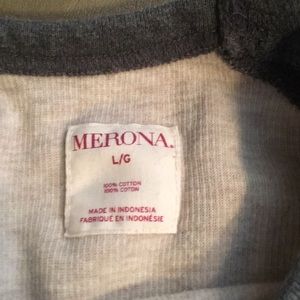 MERONA.
L/G
100% COTTON
100% COTON
MADE IN INDONESIA
FABRIQUÉ EN INDONÉSIE